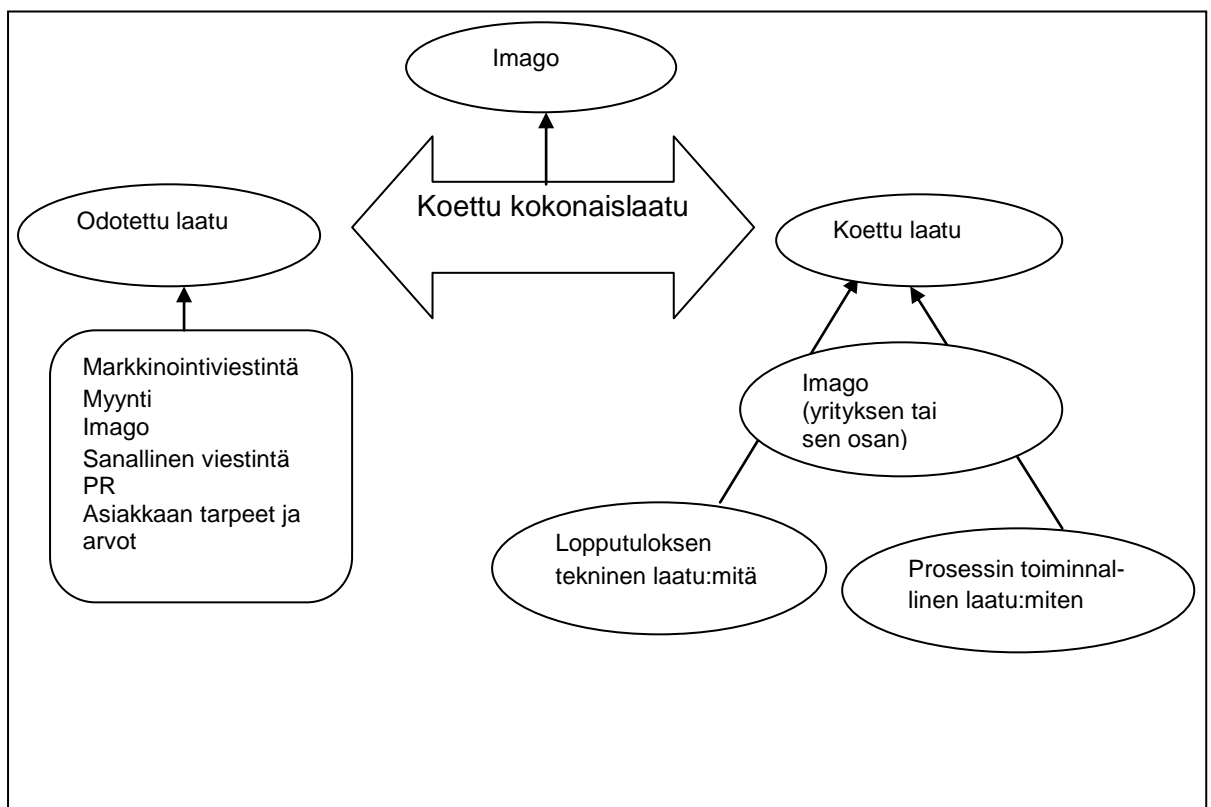 Imago
Koettu kokonaislaatu
Odotettu laatu
Koettu laatu
Markkinointiviestintä
Myynti
Imago
Sanallinen viestintä
PR
Asiakkaan tarpeet ja
arvot
Imago
(yrityksen tai
sen osan)
Lopputuloksen
tekninen laatu:mitä
Prosessin toiminnal-
linen laatu:miten